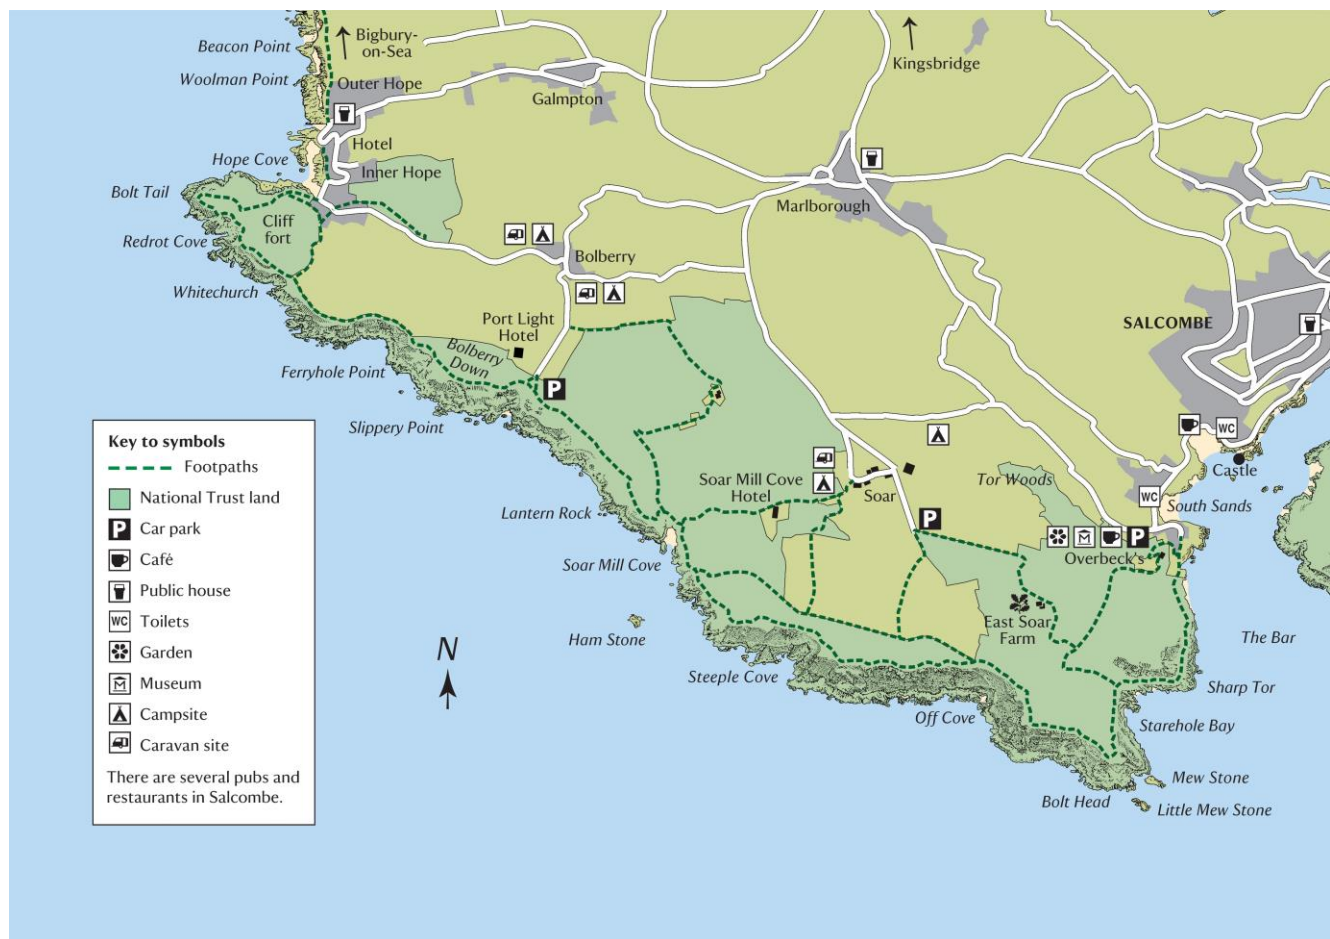 Bigbury-
on-Sea
Beacon Point
Woolman Point
Outer Hope
Kingsbridge
Galmpton
Hotel
Hope Cove
Inner Hope
Bolt Tail
Cliff
fort
Marlborough
Redrot Cove
Bolberry
Whitechurch
Port Light
Hotel
SALCOMBE
Bolberry
Down
Ferryhole Point
P
Slippery Point
WC
Castle
Soar Mill Cove
Hotel
Soar
Tor Woods
WC
South Sands
Lantern Rock
P
M
P
Overbeck's
Soar Mill Cove
East Soar
Farm
Ham Stone
The Bar
N
Steeple Cove
Sharp Tor
Off Cove
Starehole Bay
Mew Stone
Bolt Head
Little Mew Stone
Key to symbols
Footpaths
National Trust land
P Car park
Café
Public house
WC Toilets
Garden
M Museum
Campsite
Caravan site
There are several pubs and
restaurants in Salcombe.